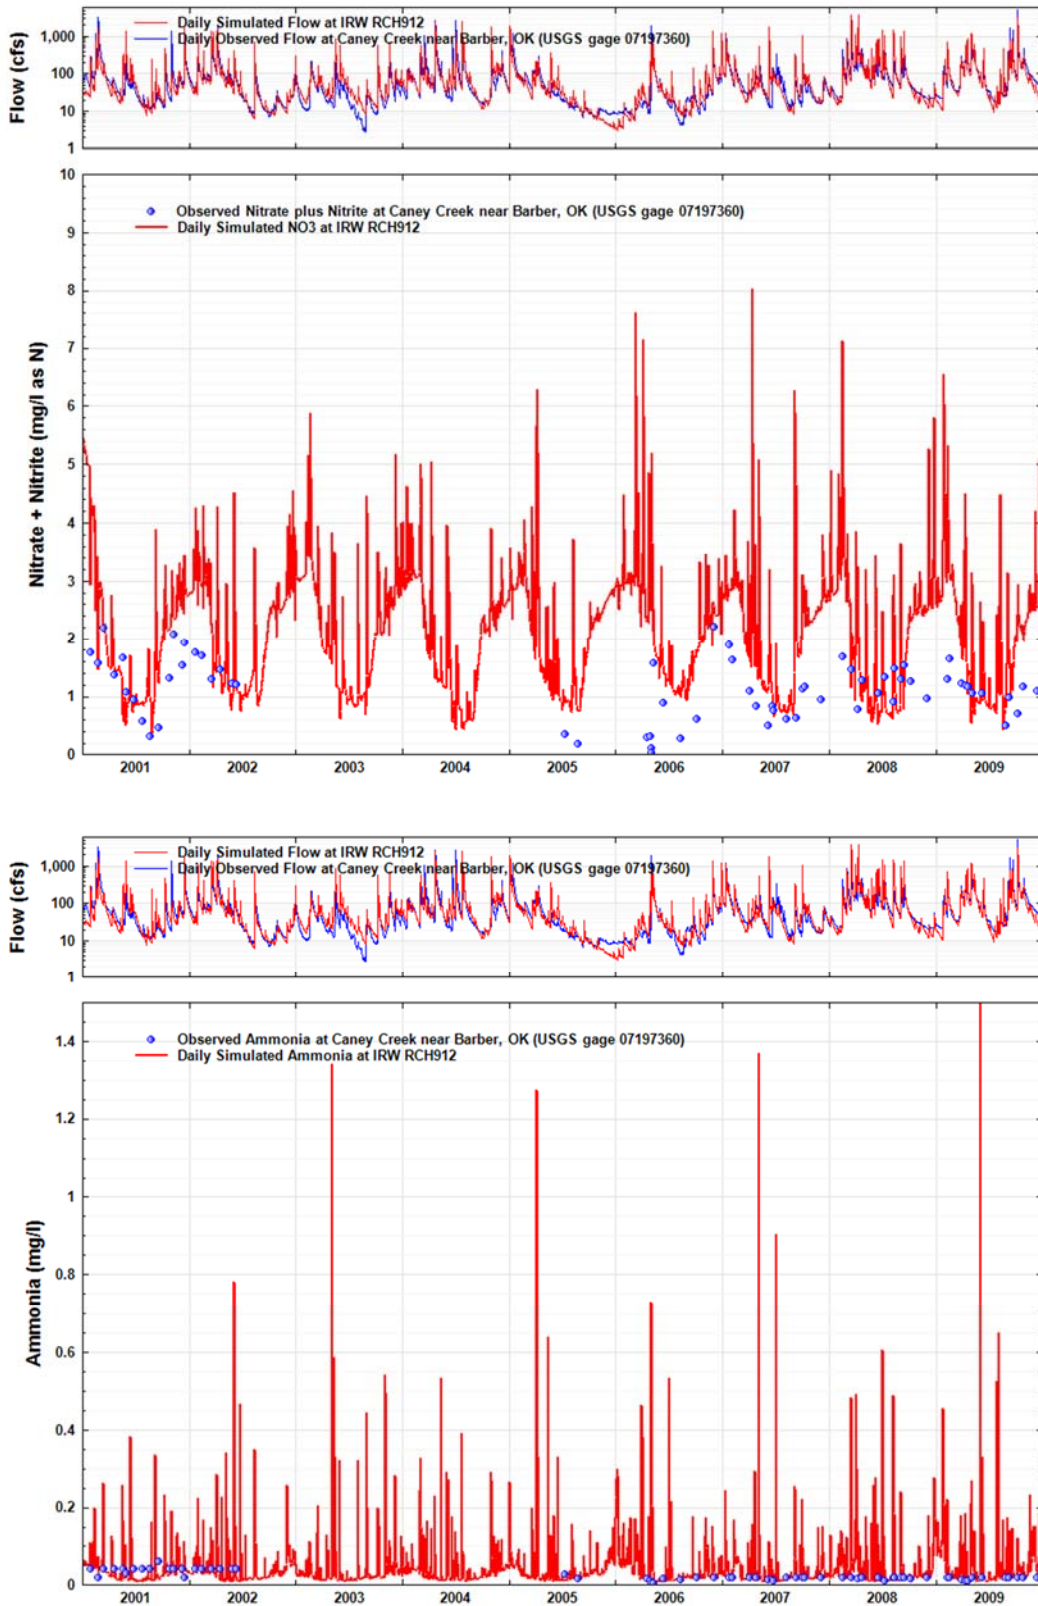 Daily Simulated Flow at IRW RCH912
Daily Observed Flow at Caney Creek near Barber, OK (USGS gage 07197360)
Flow (cfs)
1,000
100
10
1
Observed Nitrate plus Nitrite at Caney Creek near Barber, OK (USGS gage 07197360)
Daily Simulated NO3 at IRW RCH912
Nitrate + Nitrite (mg/l as N)
10
9
8
7
6
5
4
3
2
1
0
2001 2002 2003 2004 2005 2006 2007 2008 2009
Daily Simulated Flow at IRW RCH912
Daily Observed Flow at Caney Creek near Barber, OK (USGS gage 07197360)
Flow (cfs)
1,000
100
10
1
Observed Ammonia at Caney Creek near Barber, OK (USGS gage 07197360)
Daily Simulated Ammonia at IRW RCH912
Ammonia (mg/l)
1.4
1.2
1
0.8
0.6
0.4
0.2
0
2001 2002 2003 2004 2005 2006 2007 2008 2009